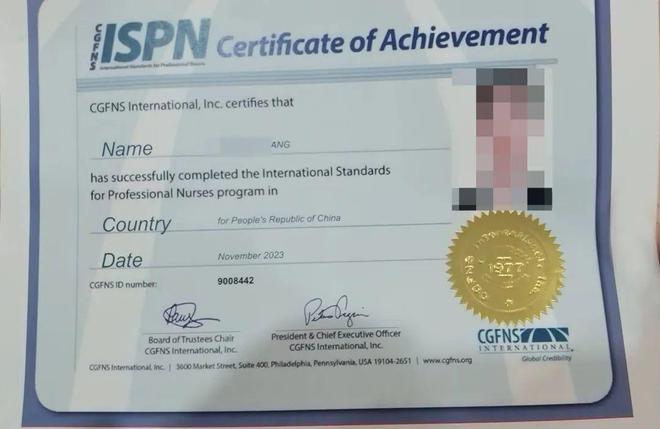 CGFNS
ISPN Certificate of Achievement
International Standards for Professional Nurses
CGFNS International, Inc. certifies that
Name ANG
has successfully completed the International Standards
for Professional Nurses program in
Country for People's Republic of China
Date November 2023
CGFNS ID number: 9008442
CGFNS International, Inc.
1977
Board of Trustees Chair
CGFNS International, Inc.
President & Chief Executive Officer
CGFNS International, Inc.
CGFNS
INTERNATIONAL
Global Credibility
CGFNS International, Inc. | 3600 Market Street, Suite 400, Philadelphia, Pennsylvania, USA 19104-2651 | www.cgfns.org